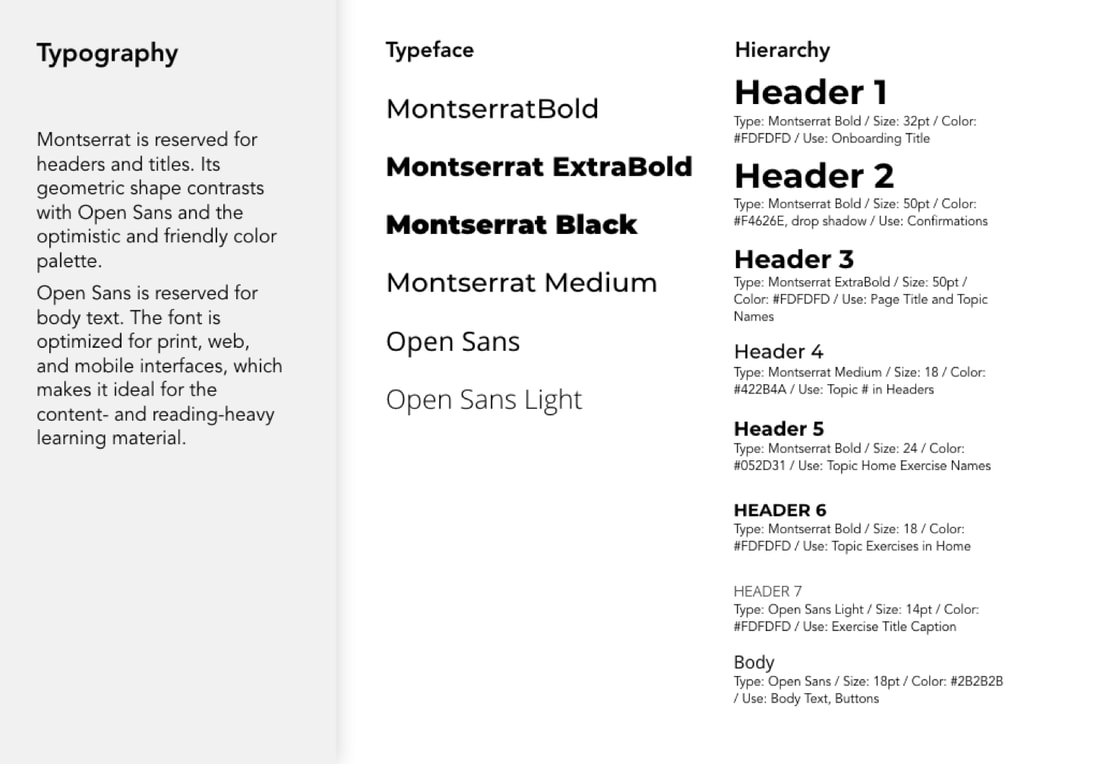 Typography
Montserrat is reserved for
headers and titles. Its
geometric shape contrasts
with Open Sans and the
optimistic and friendly color
palette.
Open Sans is reserved for
body text. The font is
optimized for print, web,
and mobile interfaces, which
makes it ideal for the
content- and reading-heavy
learning material.
Typeface
MontserratBold
Montserrat ExtraBold
Montserrat Black
Montserrat Medium
Open Sans
Open Sans Light
Hierarchy
Header 1
Type: Montserrat Bold / Size: 32pt / Color:
#FDFDFD / Use: Onboarding Title
Header 2
Type: Montserrat Bold / Size: 50pt / Color:
#F4626E, drop shadow / Use: Confirmations
Header 3
Type: Montserrat ExtraBold / Size: 50pt /
Color: #FDFDFD / Use: Page Title and Topic
Names
Header 4
Type: Montserrat Medium / Size: 18 / Color:
#422B4A / Use: Topic # in Headers
Header 5
Type: Montserrat Bold / Size: 24 / Color:
#052D31 / Use: Topic Home Exercise Names
HEADER 6
Type: Montserrat Bold / Size: 18 / Color:
#FDFDFD / Use: Topic Exercises in Home
HEADER 7
Type: Open Sans Light / Size: 14pt / Color:
#FDFDFD / Use: Exercise Title Caption
Body
Type: Open Sans / Size: 18pt / Color: #2B2B2B
/ Use: Body Text, Buttons